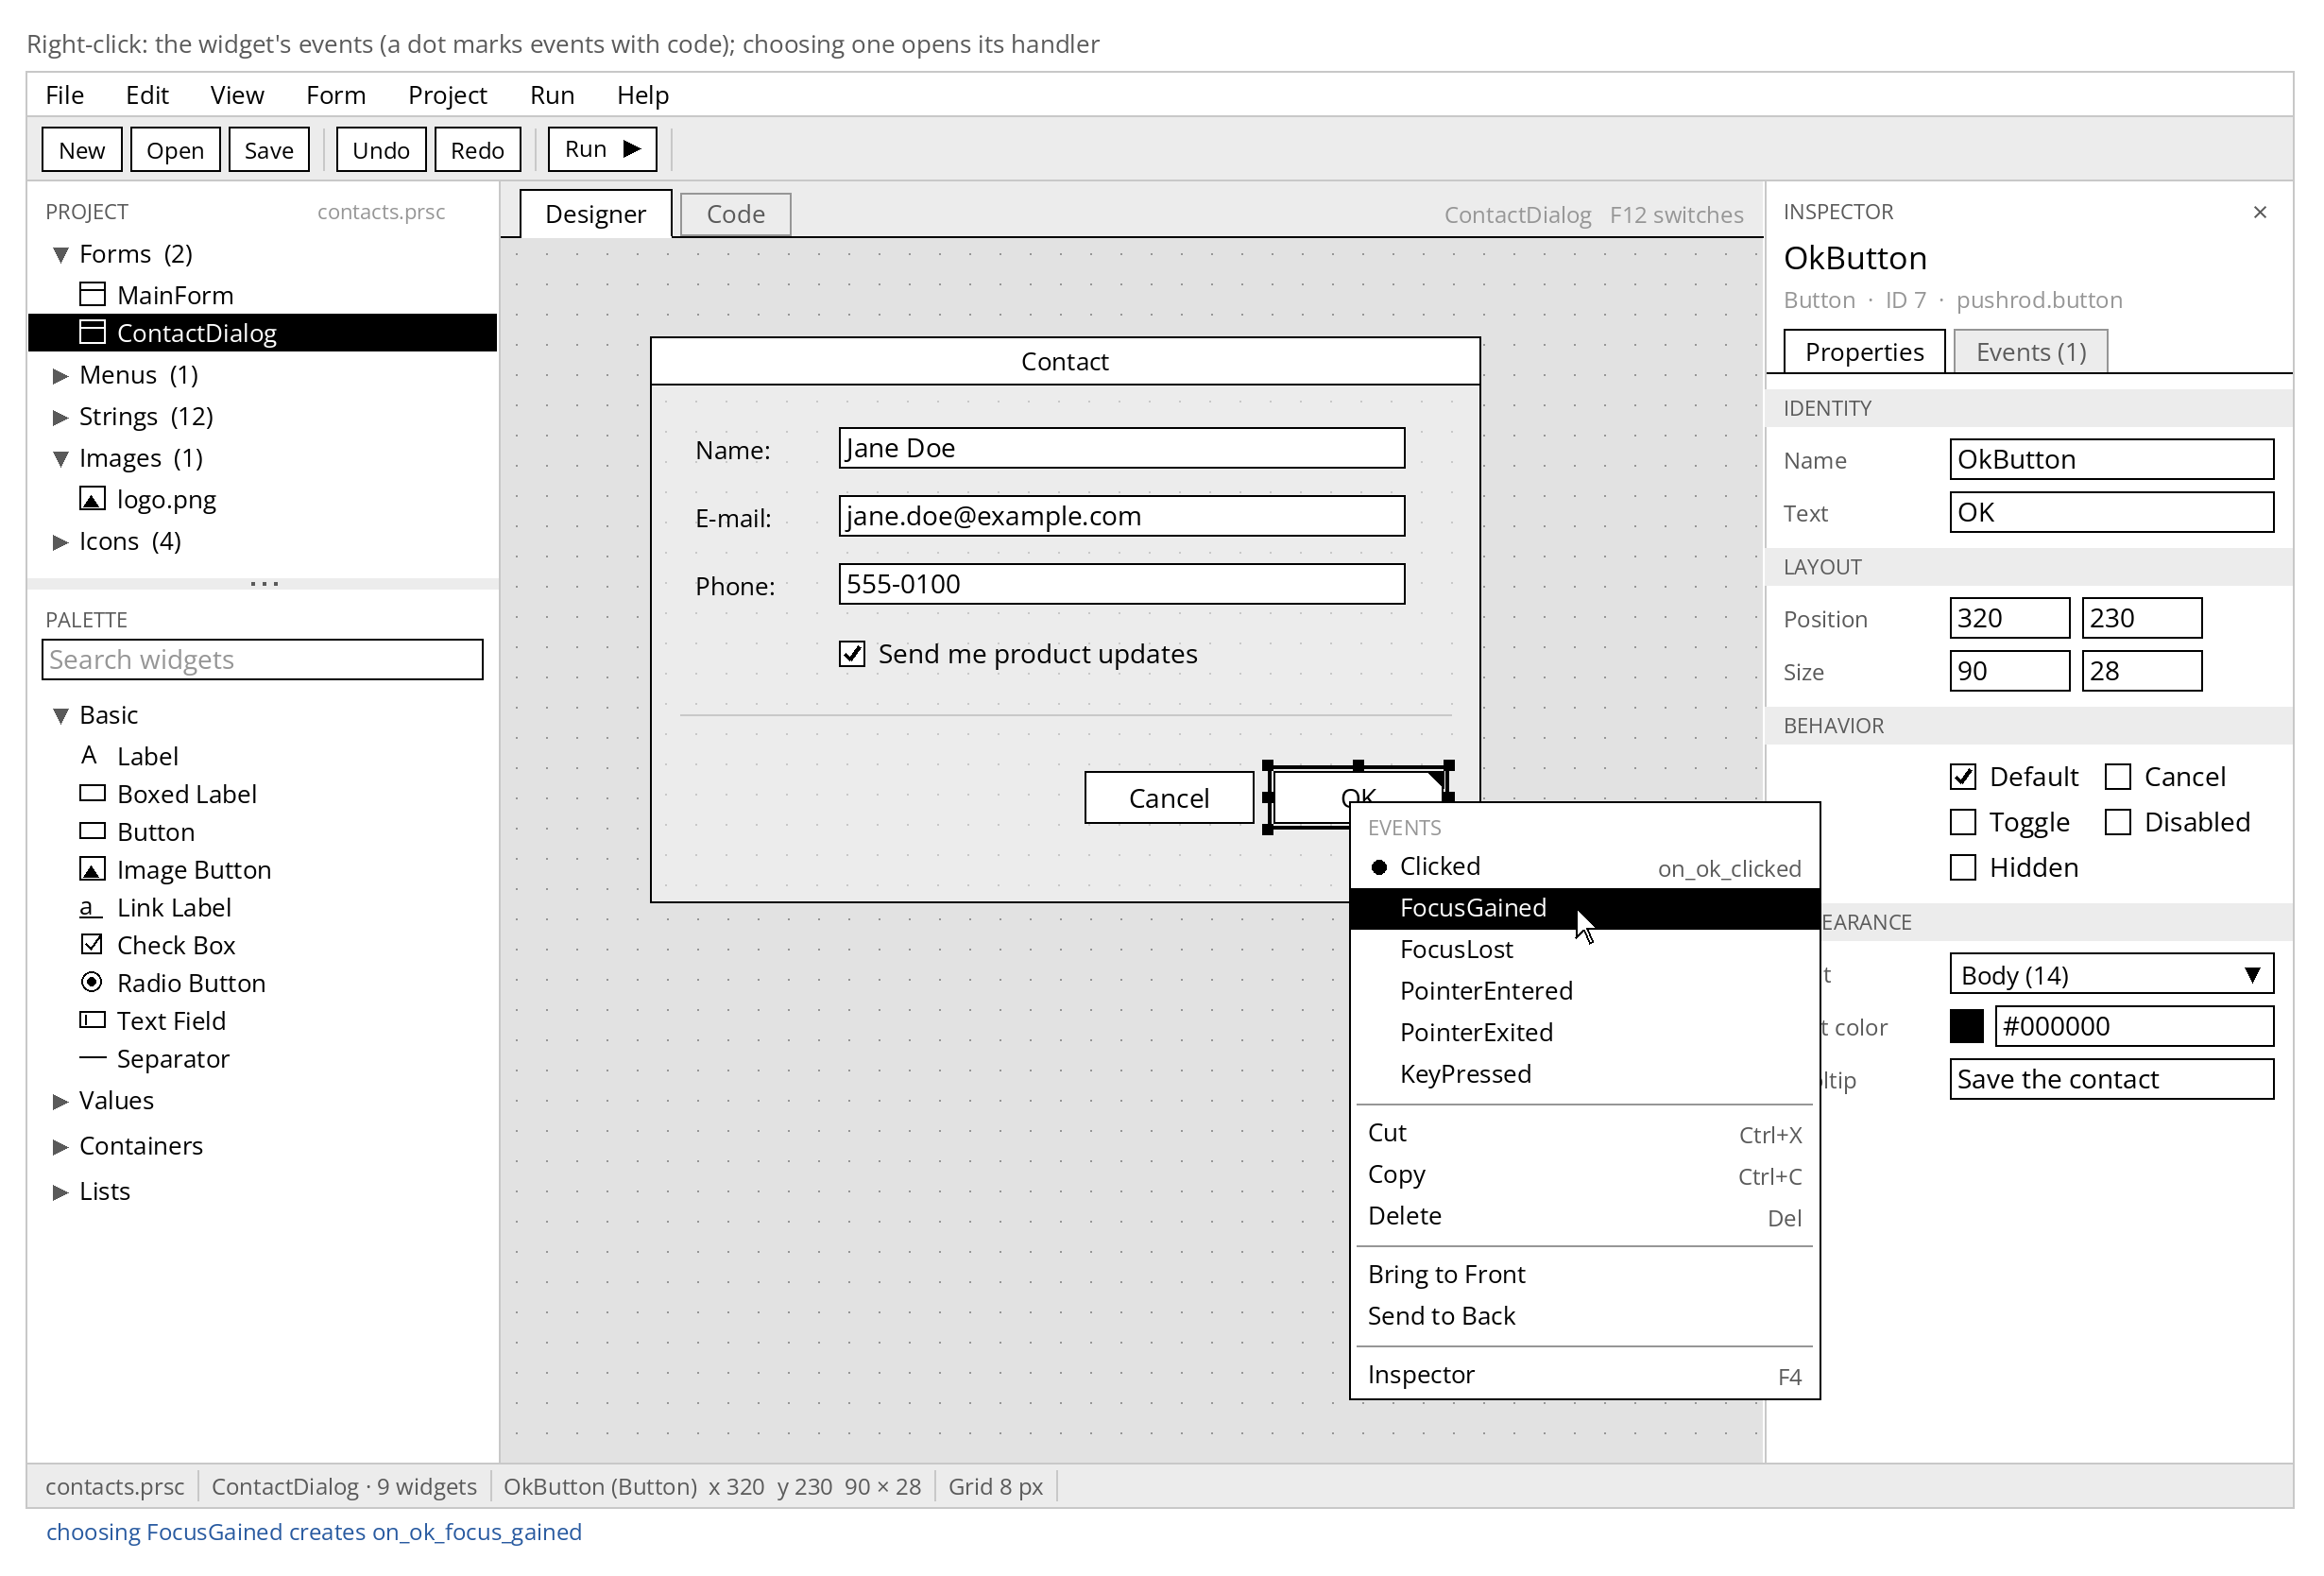 Right-click: the widget's events (a dot marks events with code); choosing one opens its handler
File Edit View Form Project Run Help
New Open Save Undo Redo Run
PROJECT contacts.prsc
Forms (2)
MainForm
ContactDialog
Menus (1)
Strings (12)
Images (1)
logo.png
Icons (4)
PALETTE
Search widgets
Basic
A Label
Boxed Label
Button
Image Button
a Link Label
Check Box
Radio Button
Text Field
Separator
Values
Containers
Lists
Designer Code ContactDialog F12 switches
Contact
Name: Jane Doe
E-mail: jane.doe@example.com
Phone: 555-0100
Send me product updates
Cancel OK
EVENTS
Clicked on_ok_clicked
FocusGained
FocusLost
PointerEntered
PointerExited
KeyPressed
Cut Ctrl+X
Copy Ctrl+C
Delete Del
Bring to Front
Send to Back
Inspector F4
INSPECTOR ×
OkButton
Button · ID 7 · pushrod.button
Properties Events (1)
IDENTITY
Name OkButton
Text OK
LAYOUT
Position 320 230
Size 90 28
BEHAVIOR
Default Cancel
Toggle Disabled
Hidden
EARANCE
t Body (14)
t color #000000
ltip Save the contact
contacts.prsc ContactDialog · 9 widgets OkButton (Button) x 320 y 230 90 × 28 Grid 8 px
choosing FocusGained creates on_ok_focus_gained